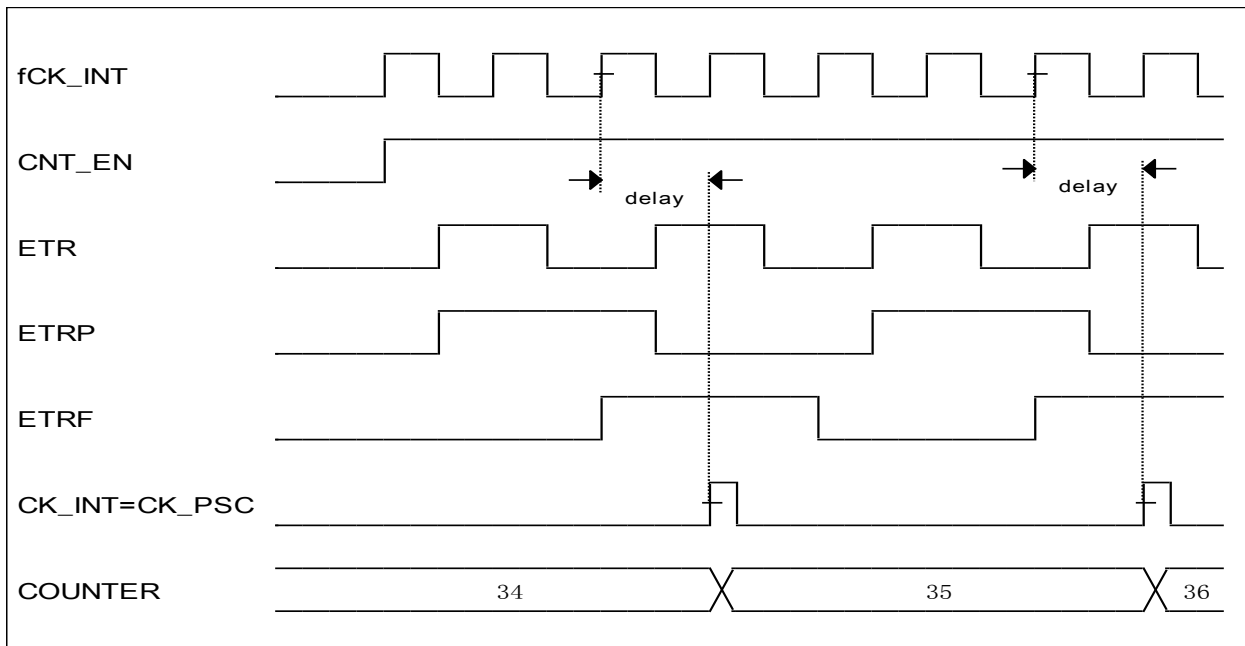 fCK_INT
CNT_EN
delay
delay
ETR
ETRP
ETRF
CK_INT=CK_PSC
COUNTER
34
35
36